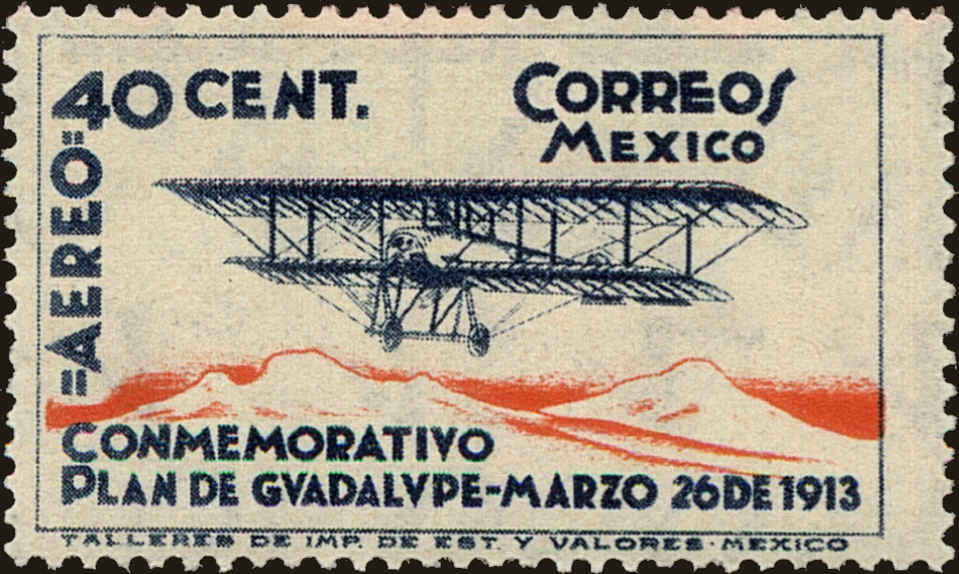 40 CENT.
CORREOS
MEXICO
=AEREO=
CONMEMORATIVO
PLAN DE GVADALVPE-MARZO 26 DE 1913
TALLERES DE IMP. DE EST. Y VALORES·MEXICO